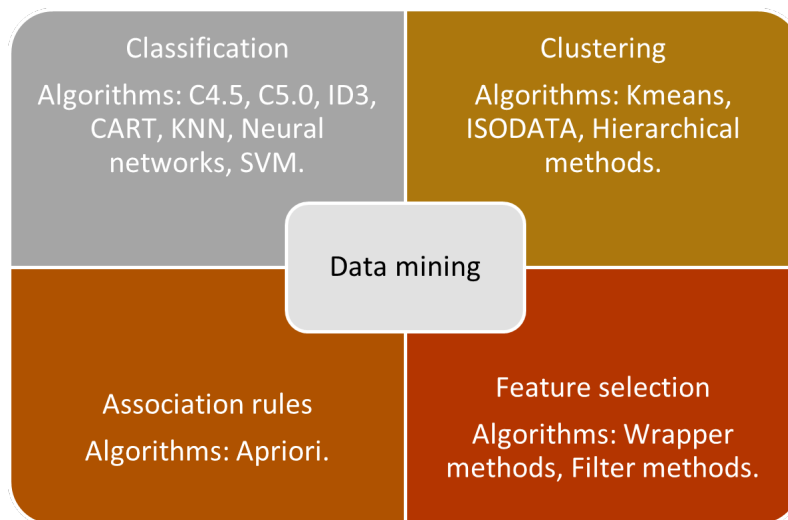 Classification
Algorithms: C4.5, C5.0, ID3,
CART, KNN, Neural
networks, SVM.
Clustering
Algorithms: Kmeans,
ISODATA, Hierarchical
methods.
Data mining
Association rules
Algorithms: Apriori.
Feature selection
Algorithms: Wrapper
methods, Filter methods.